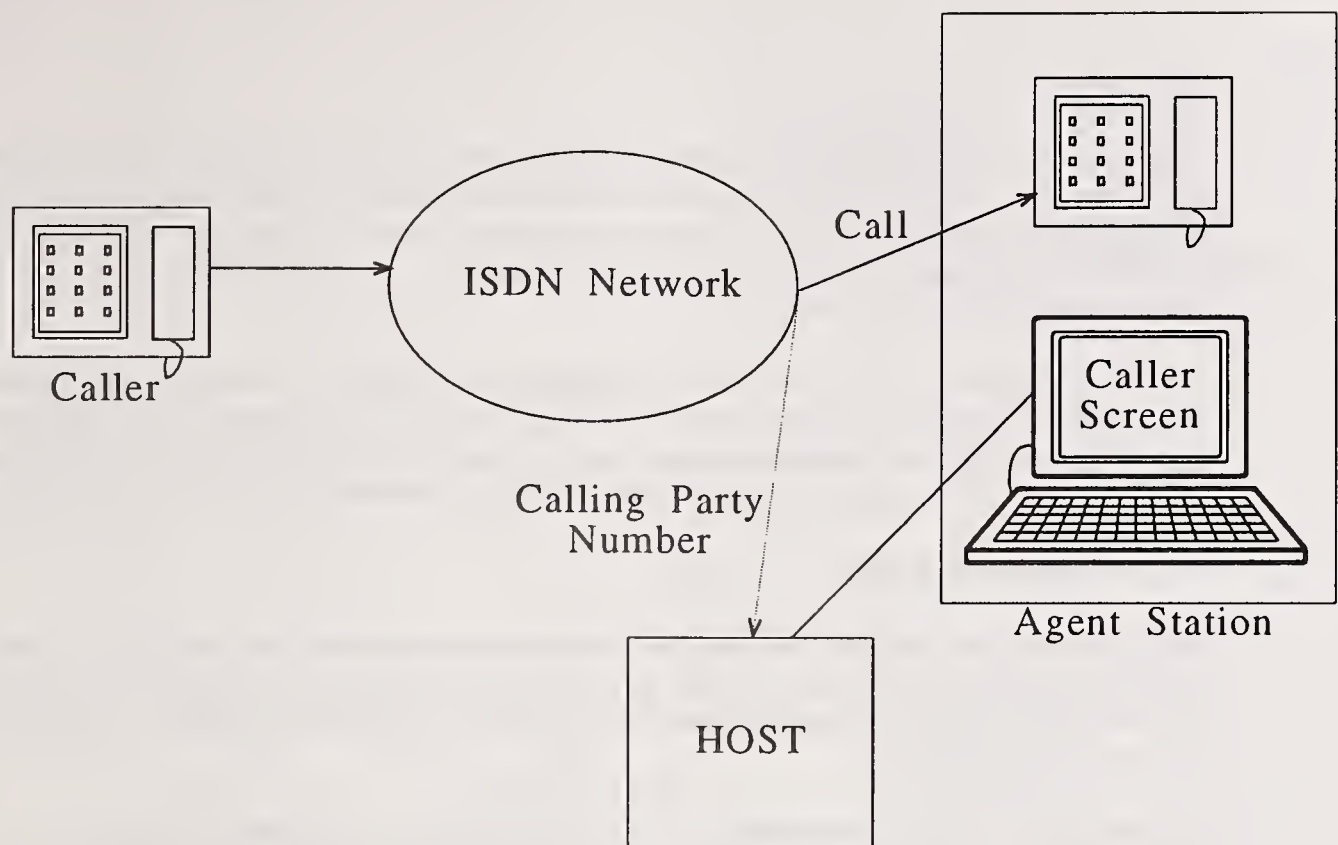 Call
ISDN Network
Caller
Caller
Screen
Calling Party
Number
Agent Station
HOST